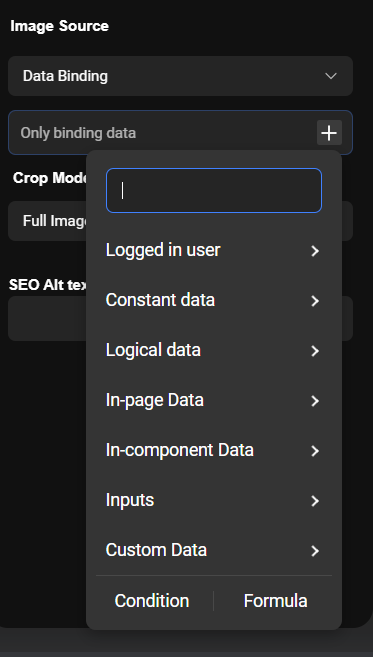 Image Source
Data Binding
Only binding data
Crop Mode
Full Image
SEO Alt tex
Logged in user
Constant data
Logical data
In-page Data
In-component Data
Inputs
Custom Data
Condition
Formula